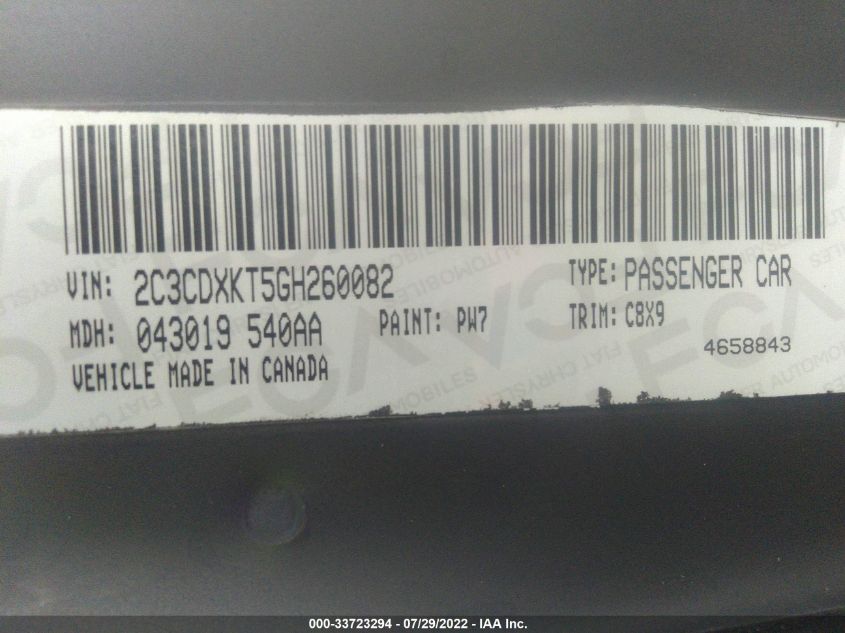 VIN: 2C3CDXKT5GH260082 TYPE: PASSENGER CAR
MDH: 043019 540AA PAINT: PW7 TRIM: C8X9
VEHICLE MADE IN CANADA 4658843
000-33723294 - 07/29/2022 - IAA Inc.